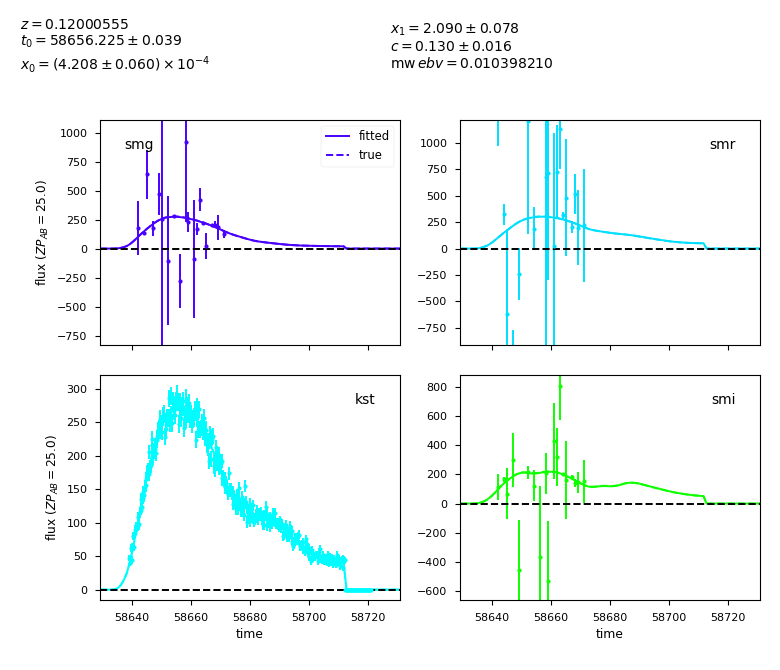 z = 0.12000555
t₀ = 58656.225 ± 0.039
x₀ = (4.208 ± 0.060) × 10⁻⁴
x₁ = 2.090 ± 0.078
c = 0.130 ± 0.016
mw ebv = 0.010398210
smg
fitted
true
1000
750
500
250
0
−250
−500
−750
flux (ZP_AB = 25.0)
smr
1000
750
500
250
0
−250
−500
−750
kst
300
250
200
150
100
50
0
flux (ZP_AB = 25.0)
58640 58660 58680 58700 58720
time
smi
800
600
400
200
0
−200
−400
−600
58640 58660 58680 58700 58720
time